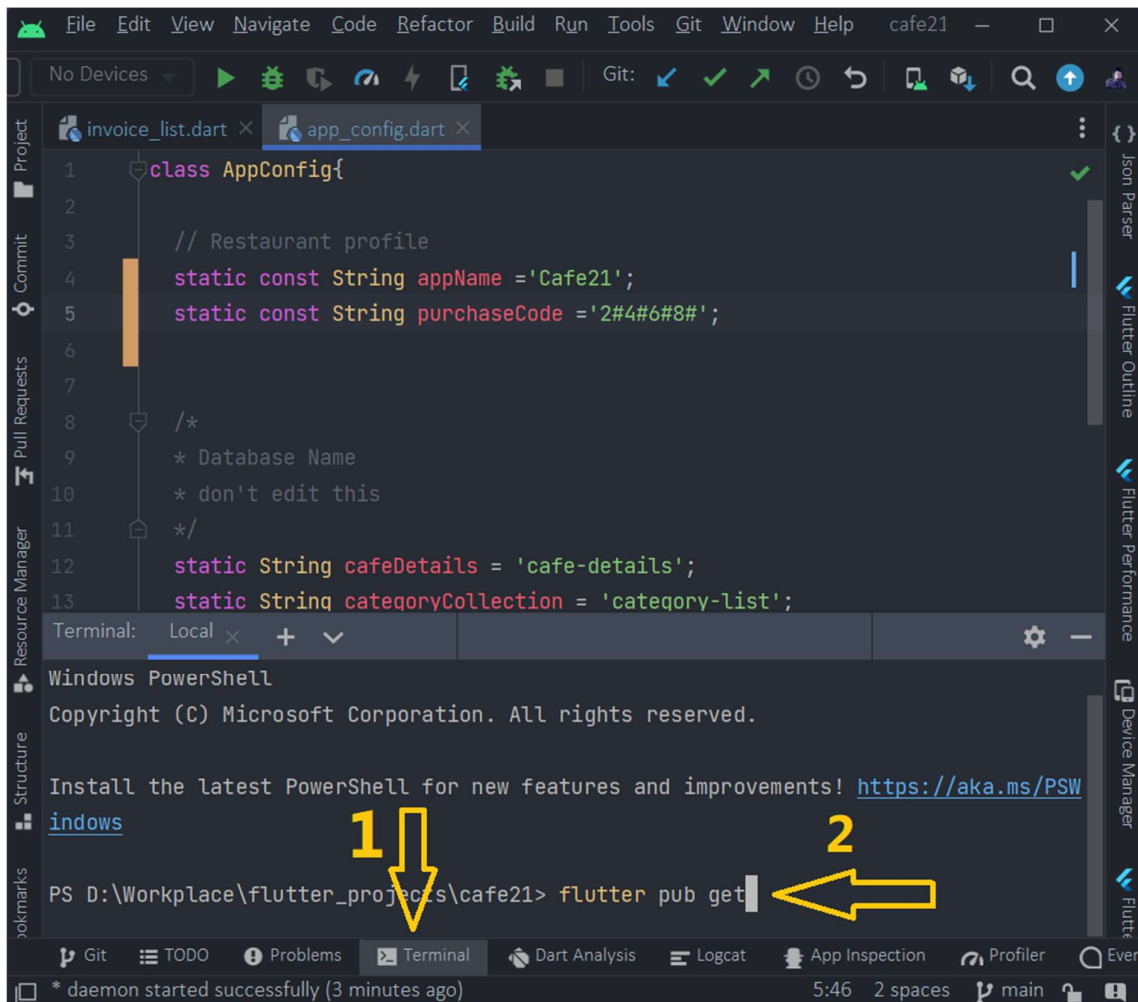 File Edit View Navigate Code Refactor Build Run Tools Git Window Help cafe21
No Devices Git:
invoice_list.dart app_config.dart
Project
Commit
Pull Requests
Resource Manager
Structure
1 class AppConfig{
2
3 // Restaurant profile
4 static const String appName ='Cafe21';
5 static const String purchaseCode ='2#4#6#8#';
6
7
8 /*
9 * Database Name
10 * don't edit this
11 */
12 static String cafeDetails = 'cafe-details';
13 static String categoryCollection = 'category-list';
{ } Json Parser
Flutter Outline
Flutter Performance
Device Manager
Terminal: Local
Windows PowerShell
Copyright (C) Microsoft Corporation. All rights reserved.
Install the latest PowerShell for new features and improvements! https://aka.ms/PSW
indows
1 2
PS D:\Workplace\flutter_projects\cafe21> flutter pub get
Git TODO Problems Terminal Dart Analysis Logcat App Inspection Profiler
* daemon started successfully (3 minutes ago) 5:46 2 spaces main